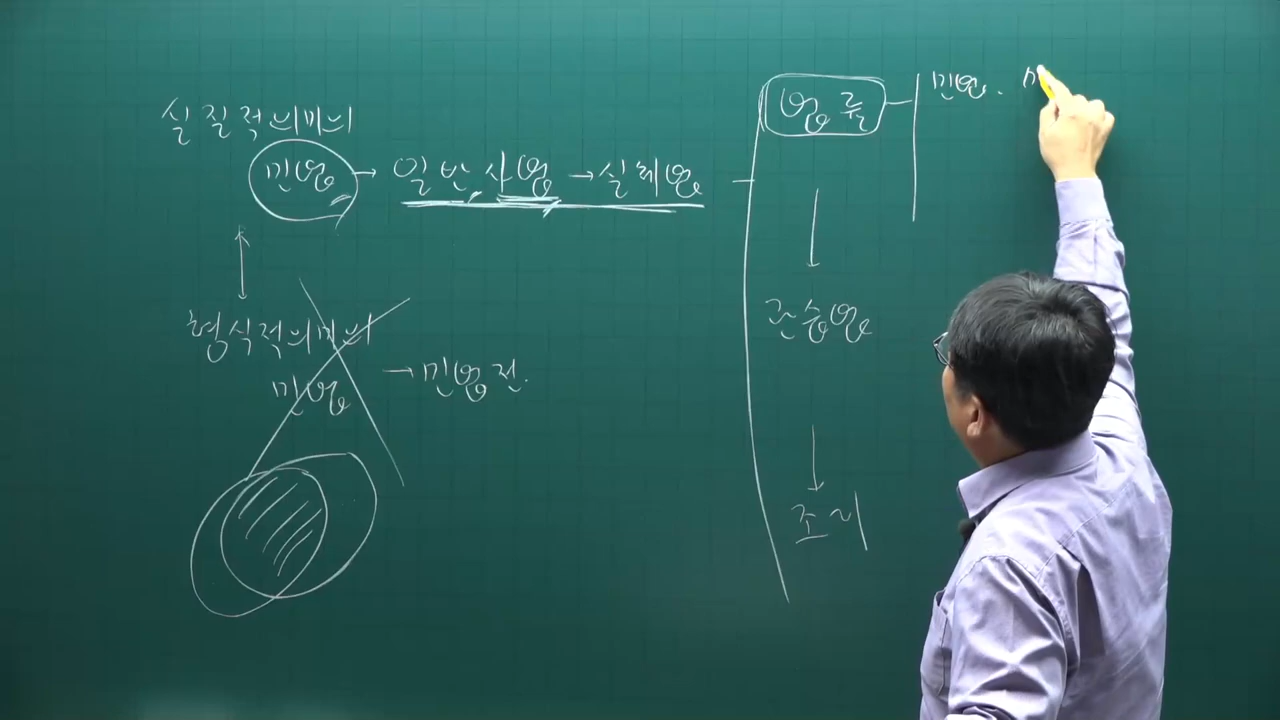 실질적의미의
민법 → 일반사법 → 실체법
형식적의미의
민법 → 민법전.
법률
관습법
조리
민법.